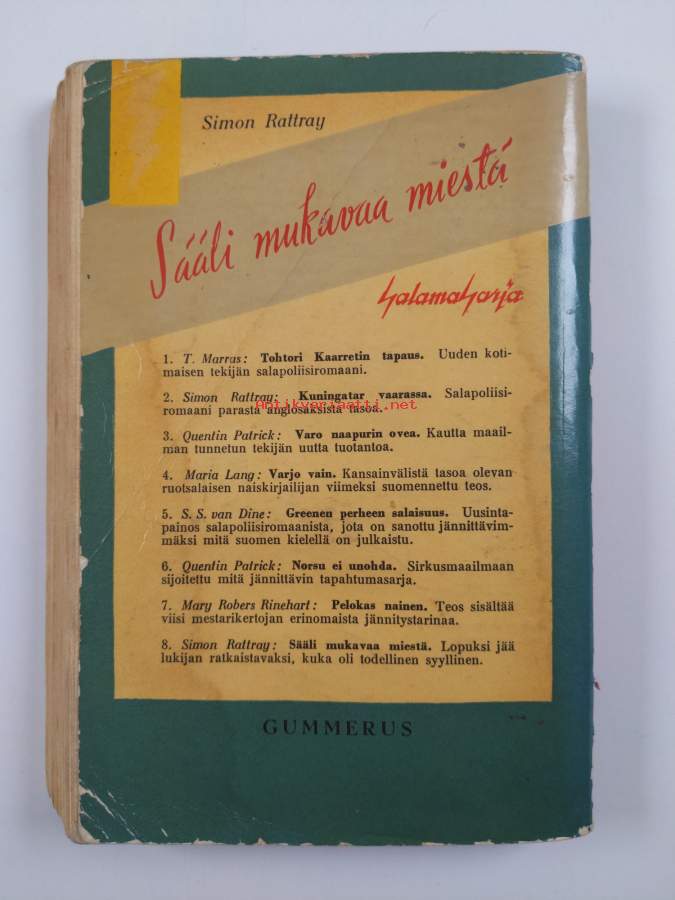 Simon Rattray
Sääli mukavaa miestä
Salamasarja
1. T. Marras: Tohtori Kaarretin tapaus. Uuden koti-
maisen tekijän salapoliisiromaani.
2. Simon Rattray: Kuningatar vaarassa. Salapoliisi-
romaani parasta anglosaksista tasoa.
antikvariaatti.net
3. Quentin Patrick: Varo naapurin ovea. Kautta maail-
man tunnetun tekijän uutta tuotantoa.
4. Maria Lang: Varjo vain. Kansainvälistä tasoa olevan
ruotsalaisen naiskirjailijan viimeksi suomennettu teos.
5. S. S. van Dine: Greenen perheen salaisuus. Uusinta-
painos salapoliisiromaanista, jota on sanottu jännittävim-
mäksi mitä suomen kielellä on julkaistu.
6. Quentin Patrick: Norsu ei unohda. Sirkusmaailmaan
sijoitettu mitä jännittävin tapahtumasarja.
7. Mary Robers Rinehart: Pelokas nainen. Teos sisältää
viisi mestarikertojan erinomaista jännitystarinaa.
8. Simon Rattray: Sääli mukavaa miestä. Lopuksi jää
lukijan ratkaistavaksi, kuka oli todellinen syyllinen.
GUMMERUS